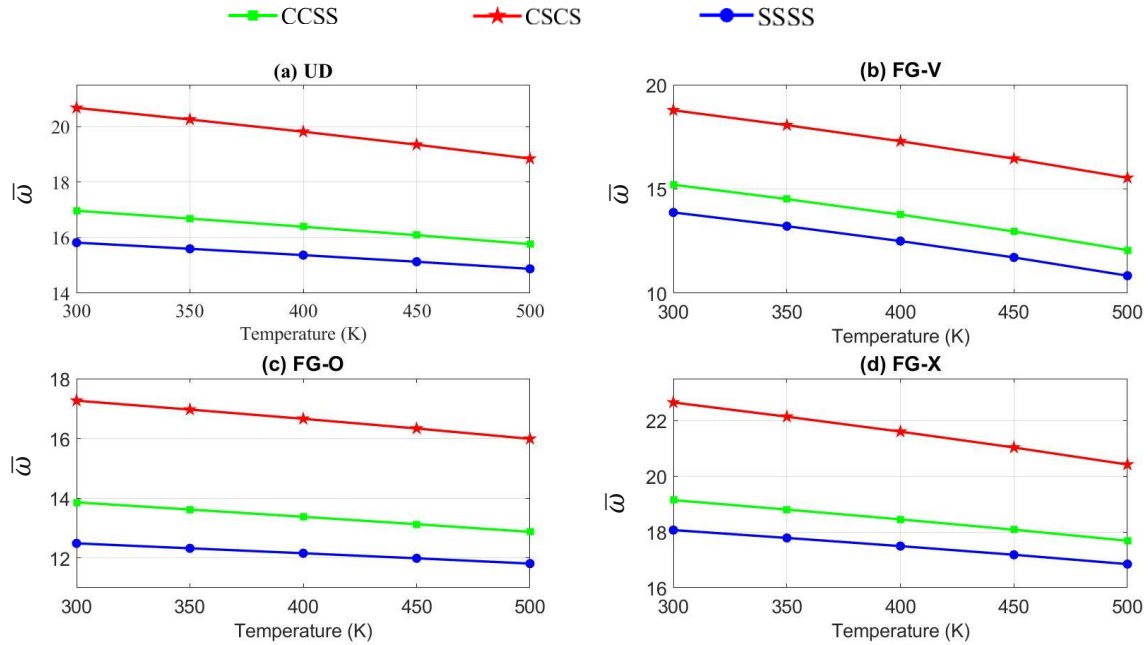 CCSS CSCS SSSS
(a) UD
20
18
16
14
ω̅
300 350 400 450 500
Temperature (K)
(b) FG-V
20
15
10
ω̅
300 350 400 450 500
Temperature (K)
(c) FG-O
18
16
14
12
ω̅
300 350 400 450 500
Temperature (K)
(d) FG-X
22
20
18
16
ω̅
300 350 400 450 500
Temperature (K)